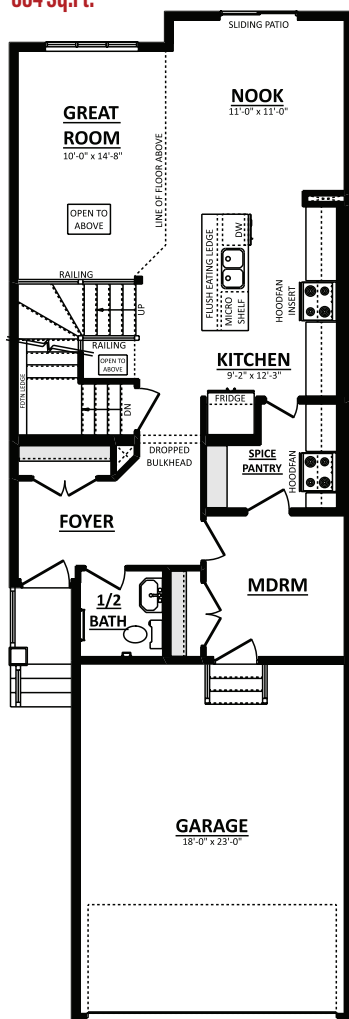 SLIDING PATIO
GREAT
ROOM
10'-0" x 14'-8"
NOOK
11'-0" x 11'-0"
LINE OF FLOOR ABOVE
OPEN TO
ABOVE
RAILING
UP
RAILING
OPEN TO
ABOVE
FLUSH EATING LEDGE
DW
MICRO
SHELF
HOODFAN
INSERT
KITCHEN
9'-2" x 12'-3"
FRIDGE
FDTN LEDGE
DN
DROPPED
BULKHEAD
SPICE
PANTRY
HOODFAN
FOYER
1/2
BATH
MDRM
GARAGE
18'-0" x 23'-0"